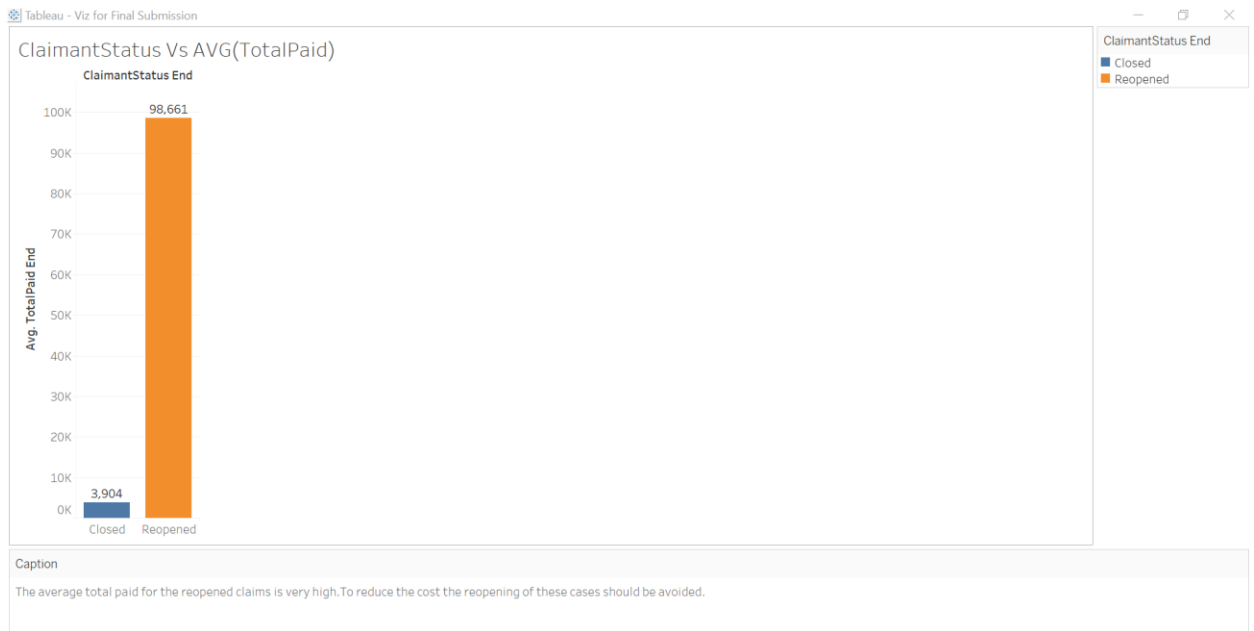 Tableau - Viz for Final Submission
ClaimantStatus Vs AVG(TotalPaid)
ClaimantStatus End
100K
90K
80K
70K
60K
50K
40K
30K
20K
10K
0K
Avg. TotalPaid End
98,661
3,904
Closed
Reopened
ClaimantStatus End
Closed
Reopened
Caption
The average total paid for the reopened claims is very high.To reduce the cost the reopening of these cases should be avoided.